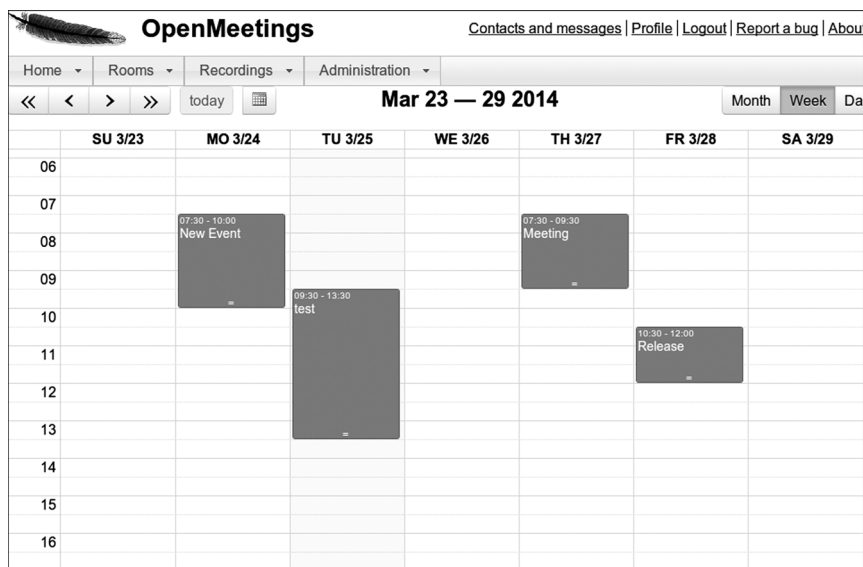 OpenMeetings
Contacts and messages | Profile | Logout | Report a bug | Abou
Home Rooms Recordings Administration
today Mar 23 — 29 2014 Month Week Da
SU 3/23 MO 3/24 TU 3/25 WE 3/26 TH 3/27 FR 3/28 SA 3/29
06
07
07:30 - 10:00 07:30 - 09:30
New Event Meeting
08
09
09:30 - 13:30
test
10
10:30 - 12:00
Release
11
12
13
14
15
16